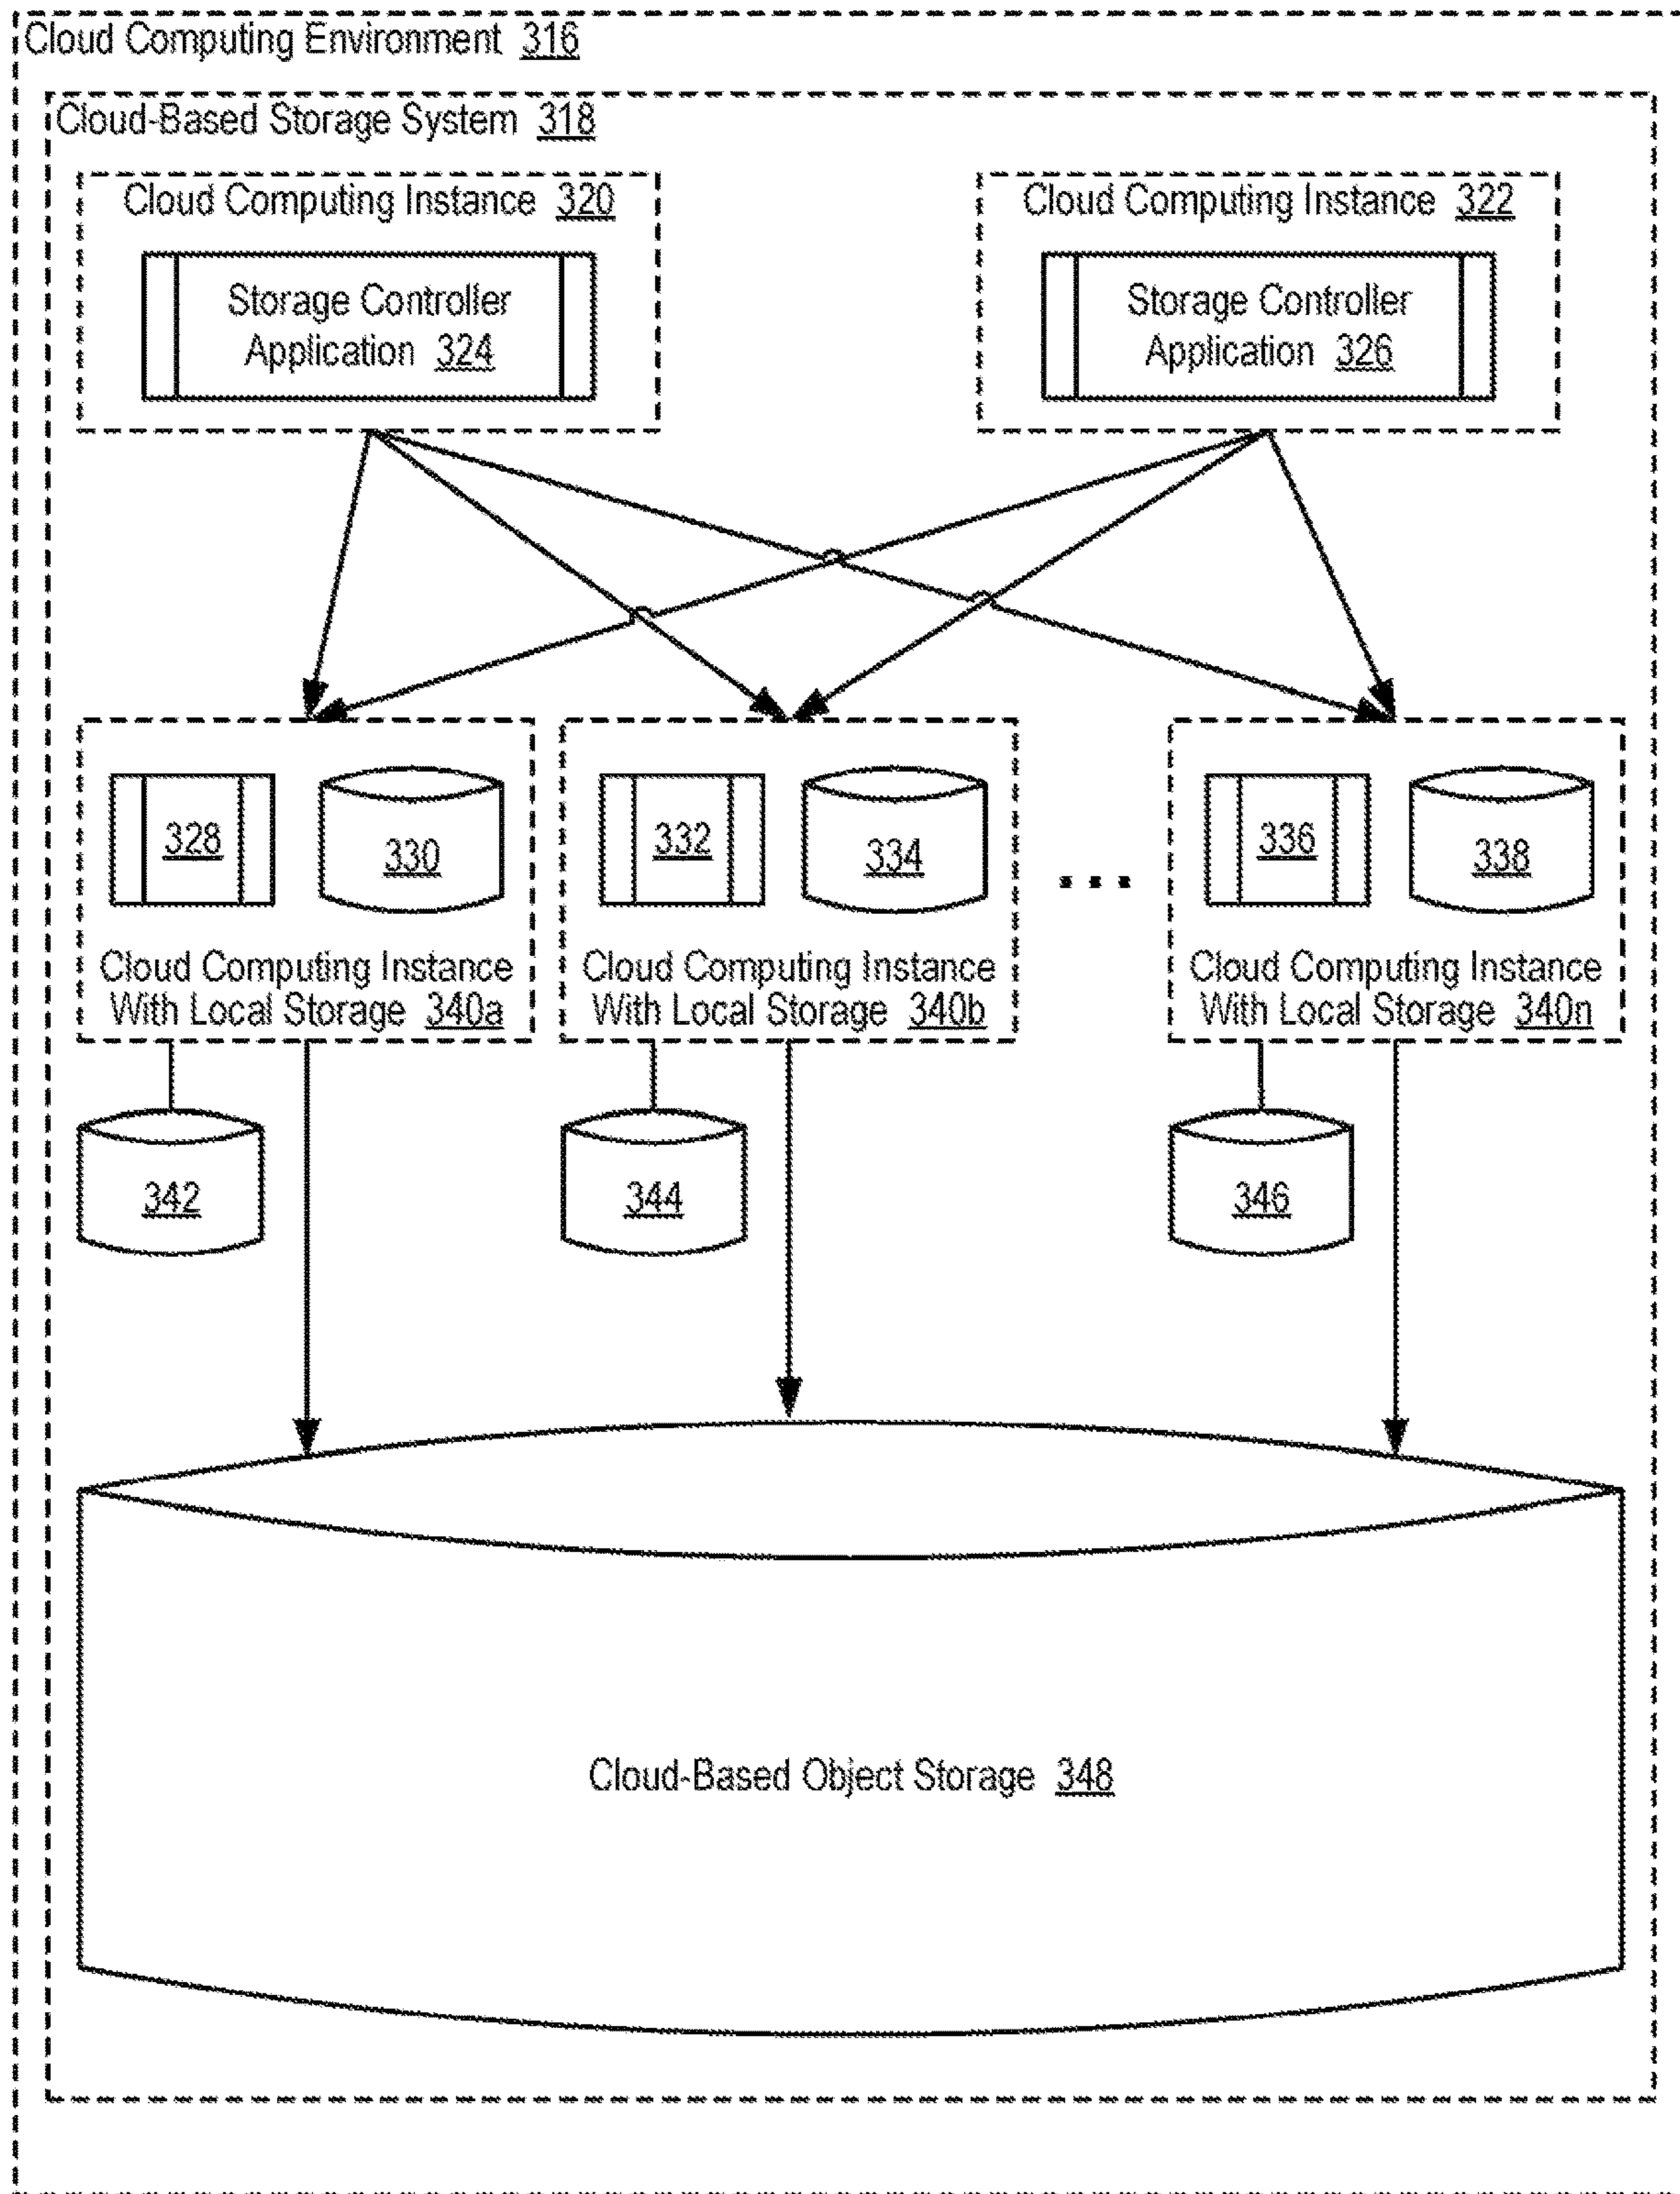 Cloud Computing Environment 316
Cloud-Based Storage System 318
Cloud Computing Instance 320
Storage Controller
Application 324
Cloud Computing Instance 322
Storage Controller
Application 326
328
330
Cloud Computing Instance
With Local Storage 340a
332
334
Cloud Computing Instance
With Local Storage 340b
...
336
338
Cloud Computing Instance
With Local Storage 340n
342
344
346
Cloud-Based Object Storage 348